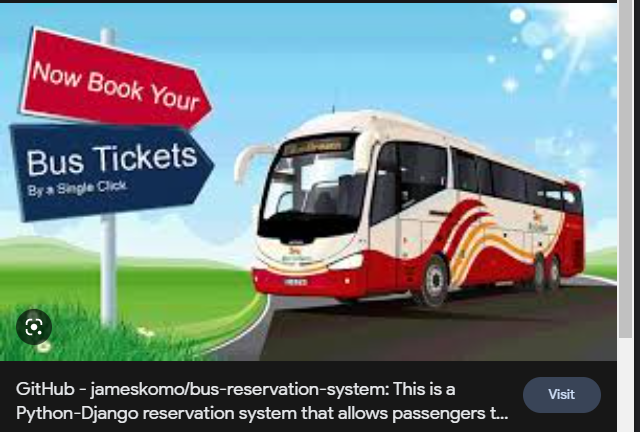 Now Book Your
Bus Tickets
By a Single Click
GitHub - jameskomo/bus-reservation-system: This is a
Python-Django reservation system that allows passengers t...
Visit